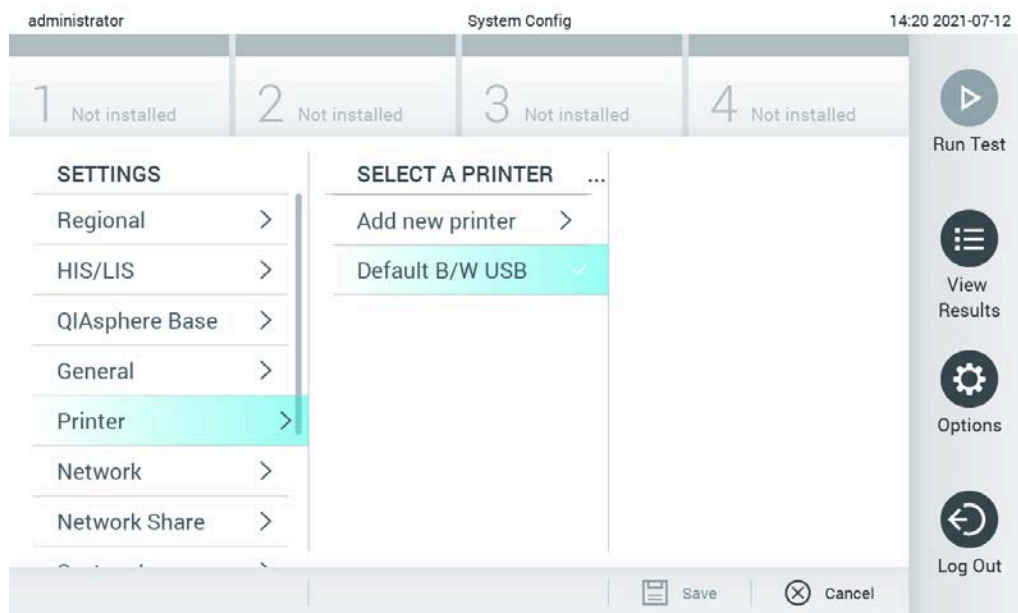 administrator System Config 14:20 2021-07-12
1 Not installed 2 Not installed 3 Not installed 4 Not installed
Run Test
SETTINGS SELECT A PRINTER ...
Regional Add new printer
HIS/LIS Default B/W USB
View
Results
QIAsphere Base
General
Printer
Options
Network
Network Share
Log Out
Save Cancel